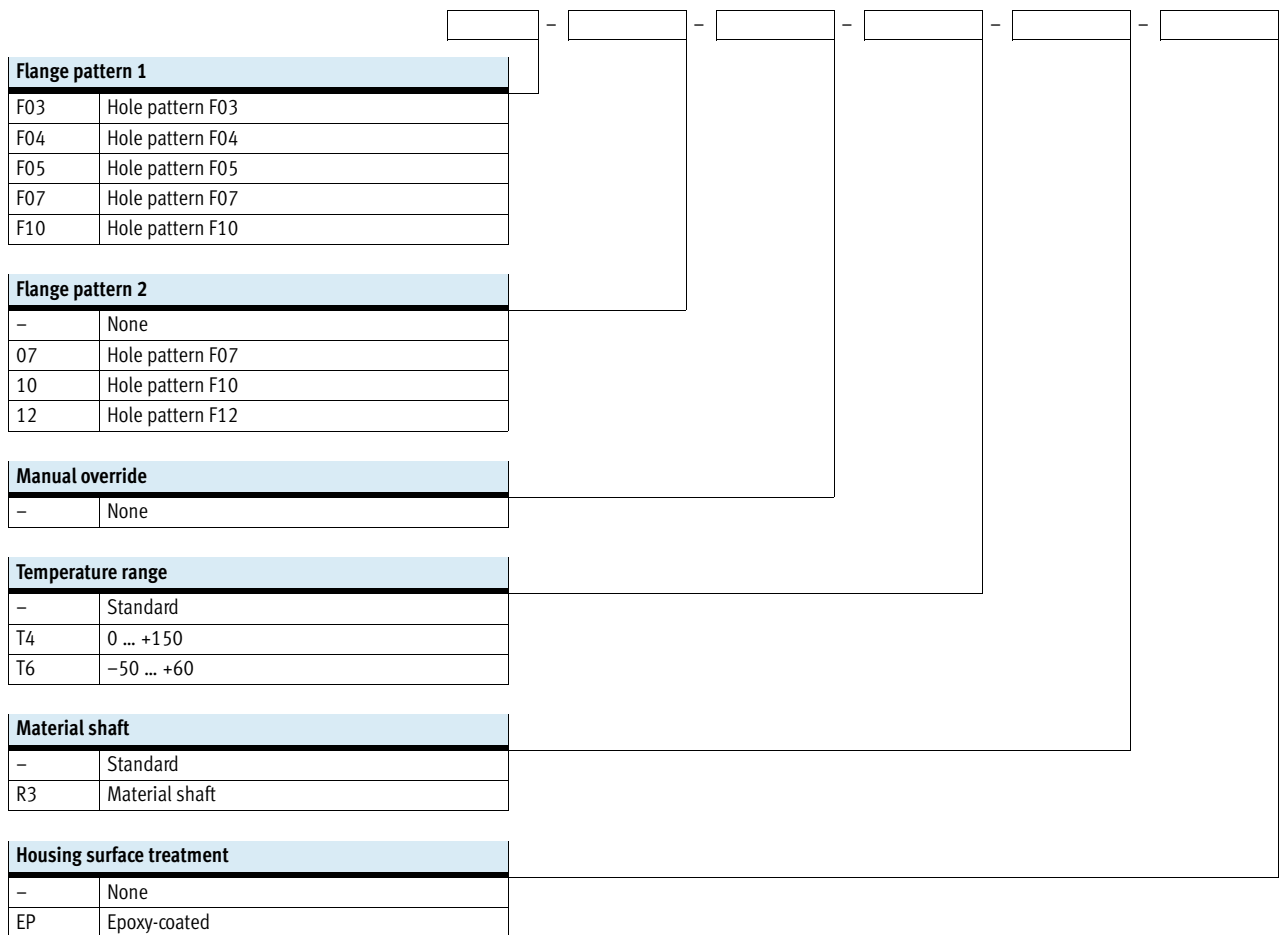 – – – – –
Flange pattern 1
F03 Hole pattern F03
F04 Hole pattern F04
F05 Hole pattern F05
F07 Hole pattern F07
F10 Hole pattern F10
Flange pattern 2
– None
07 Hole pattern F07
10 Hole pattern F10
12 Hole pattern F12
Manual override
– None
Temperature range
– Standard
T4 0 ... +150
T6 –50 ... +60
Material shaft
– Standard
R3 Material shaft
Housing surface treatment
– None
EP Epoxy-coated